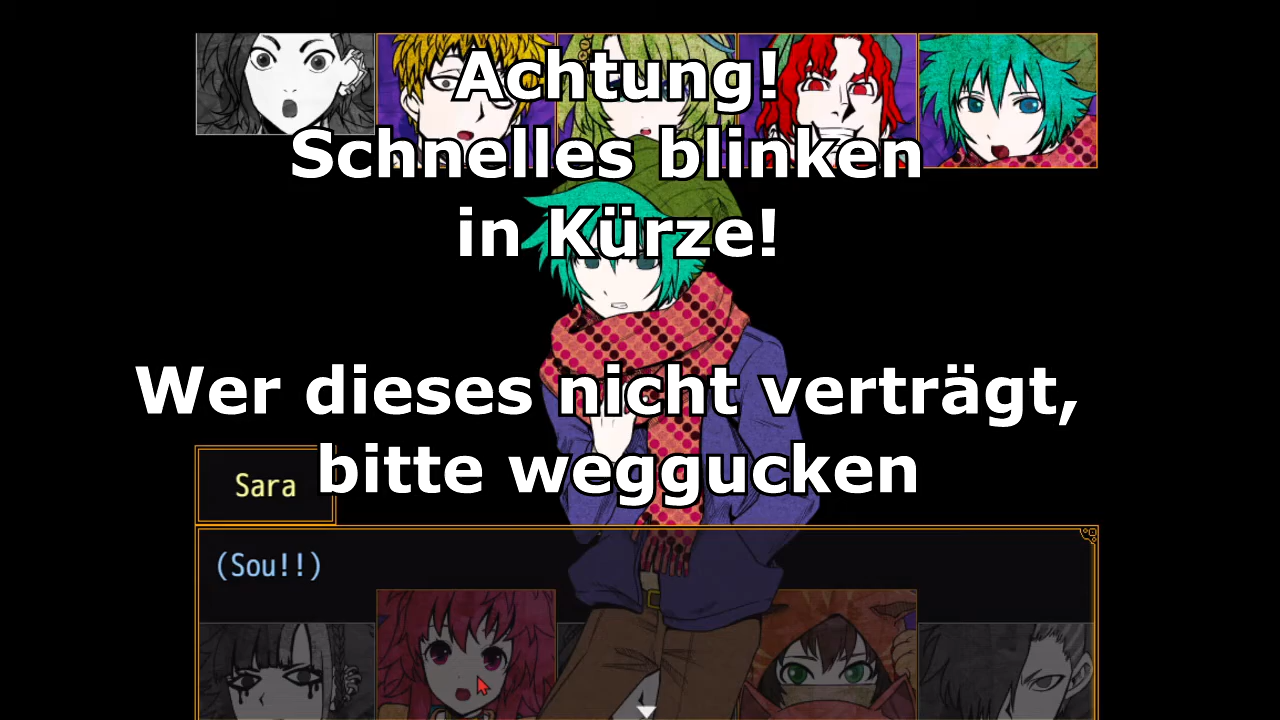 Achtung!
Schnelles blinken
in Kürze!
Wer dieses nicht verträgt,
bitte weggucken
Sara
(Sou!!)